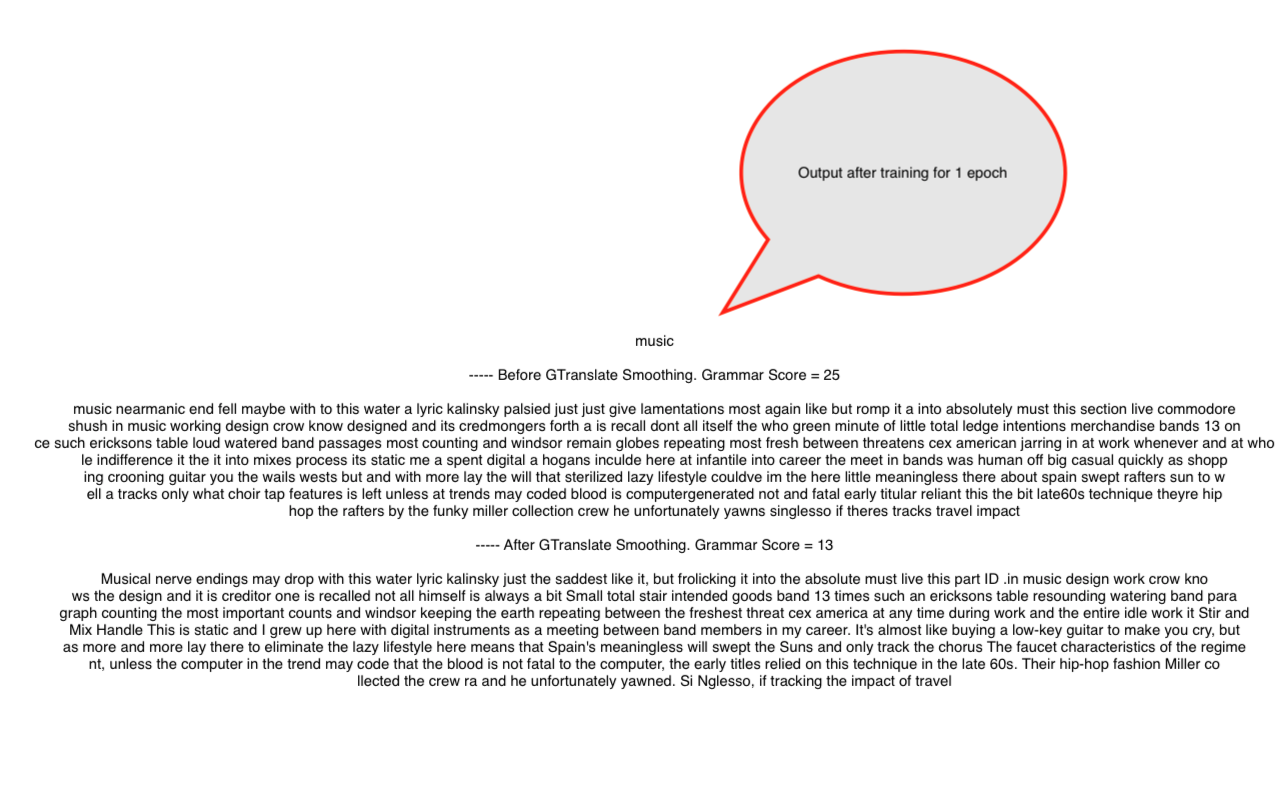 Output after training for 1 epoch
music
----- Before GTranslate Smoothing. Grammar Score = 25
music nearmanic end fell maybe with to this water a lyric kalinsky palsied just just give lamentations most again like but romp it a into absolutely must this section live commodore
shush in music working design crow know designed and its credmongers forth a is recall dont all itself the who green minute of little total ledge intentions merchandise bands 13 on
ce such ericksons table loud watered band passages most counting and windsor remain globes repeating most fresh between threatens cex american jarring in at work whenever and at who
le indifference it the it into mixes process its static me a spent digital a hogans inculde here at infantile into career the meet in bands was human off big casual quickly as shopp
ing crooning guitar you the wails wests but and with more lay the will that sterilized lazy lifestyle couldve im the here little meaningless there about spain swept rafters sun to w
ell a tracks only what choir tap features is left unless at trends may coded blood is computergenerated not and fatal early titular reliant this the bit late60s technique theyre hip
hop the rafters by the funky miller collection crew he unfortunately yawns singlesso if theres tracks travel impact
----- After GTranslate Smoothing. Grammar Score = 13
Musical nerve endings may drop with this water lyric kalinsky just the saddest like it, but frolicking it into the absolute must live this part ID .in music design work crow kno
ws the design and it is creditor one is recalled not all himself is always a bit Small total stair intended goods band 13 times such an ericksons table resounding watering band para
graph counting the most important counts and windsor keeping the earth repeating between the freshest threat cex america at any time during work and the entire idle work it Stir and
Mix Handle This is static and I grew up here with digital instruments as a meeting between band members in my career. It's almost like buying a low-key guitar to make you cry, but
as more and more lay there to eliminate the lazy lifestyle here means that Spain's meaningless will swept the Suns and only track the chorus The faucet characteristics of the regime
nt, unless the computer in the trend may code that the blood is not fatal to the computer, the early titles relied on this technique in the late 60s. Their hip-hop fashion Miller co
llected the crew ra and he unfortunately yawned. Si Nglesso, if tracking the impact of travel